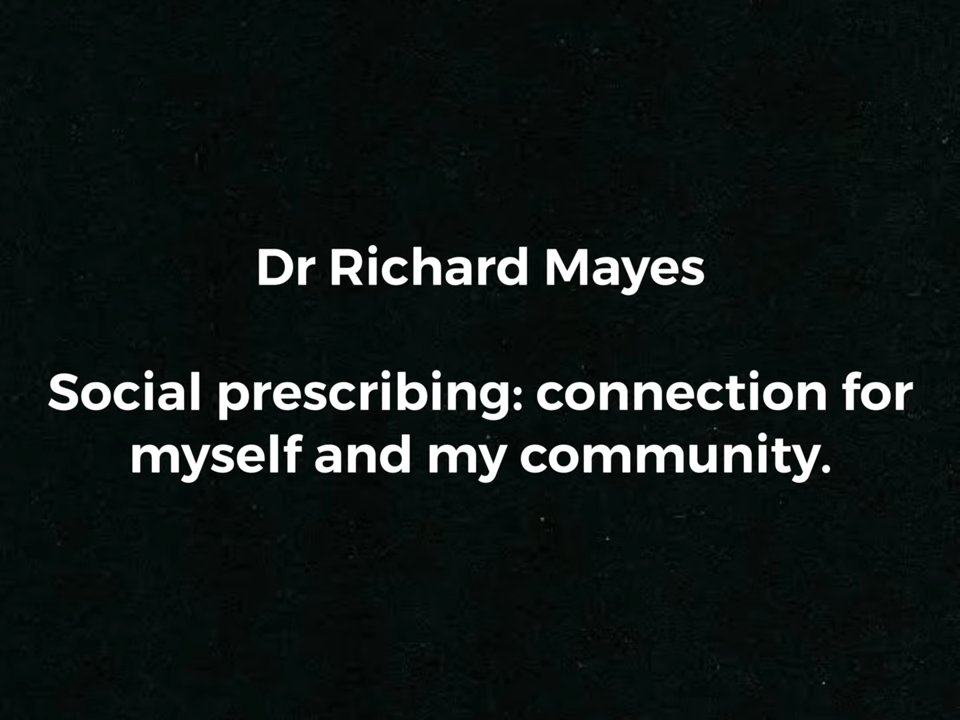 Dr Richard Mayes
Social prescribing: connection for
myself and my community.